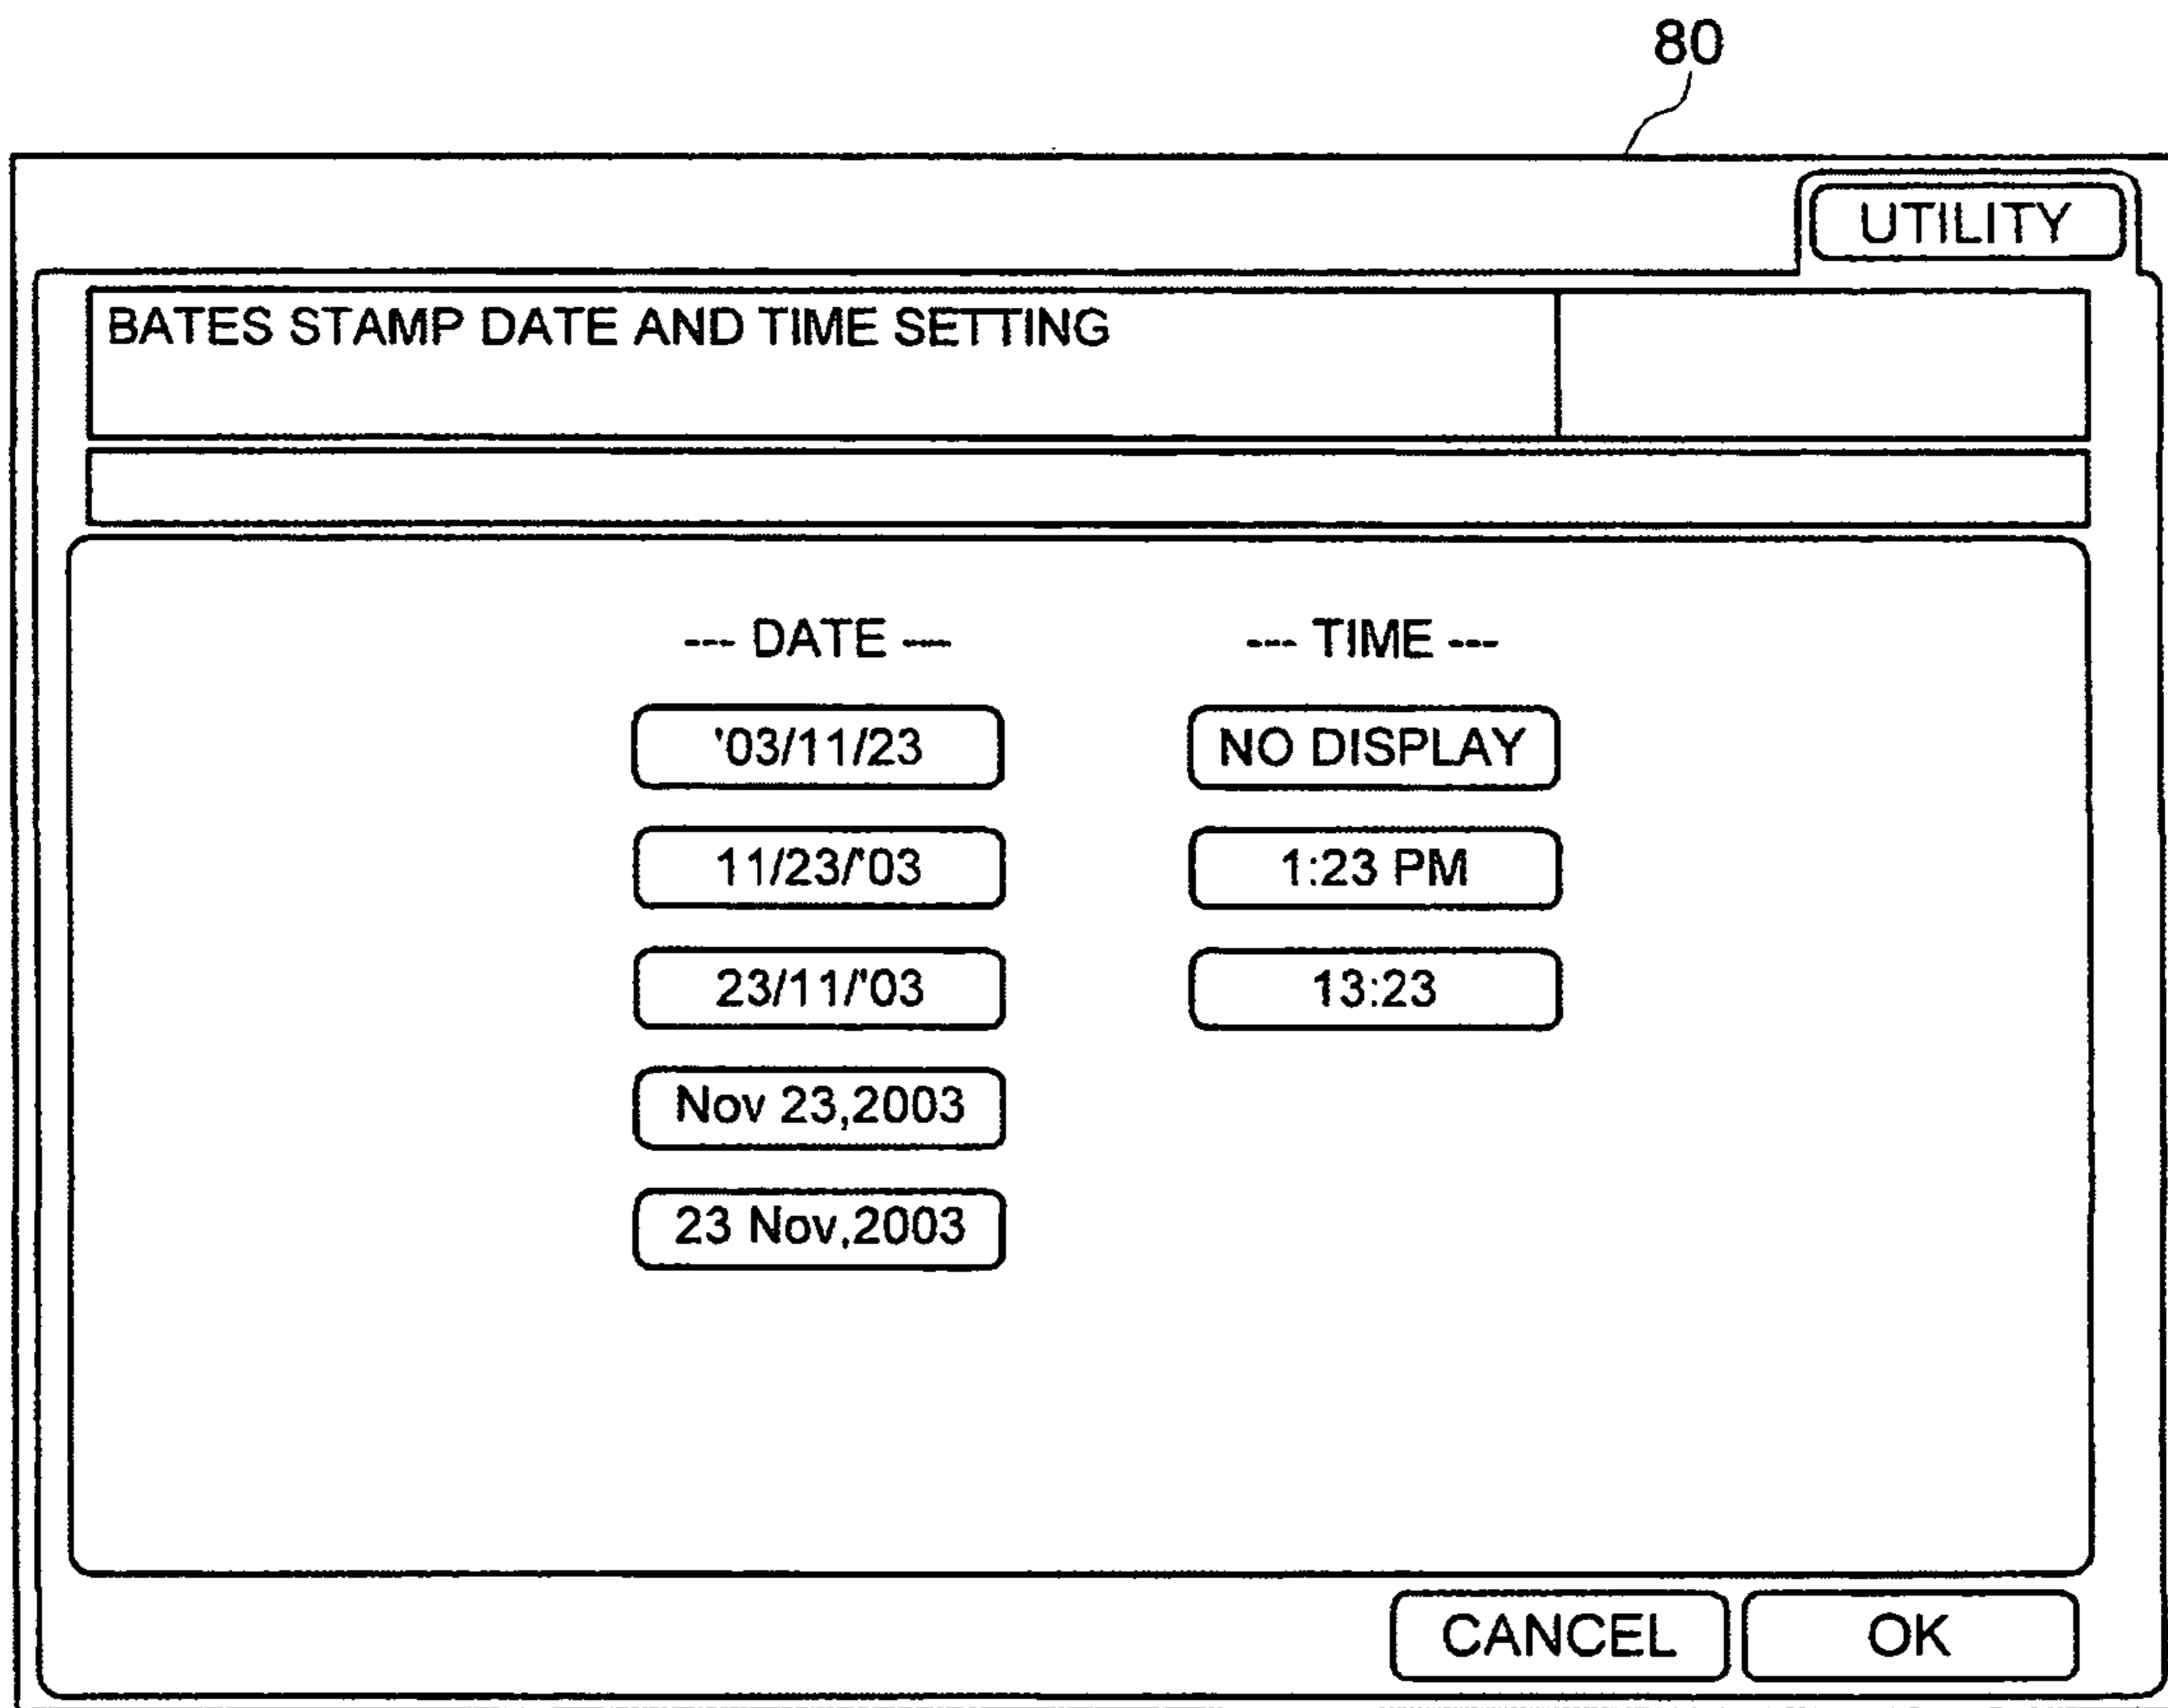 80
UTILITY
BATES STAMP DATE AND TIME SETTING
--- DATE --- --- TIME ---
'03/11/23 NO DISPLAY
11/23/'03 1:23 PM
23/11/'03 13:23
Nov 23,2003
23 Nov,2003
CANCEL OK